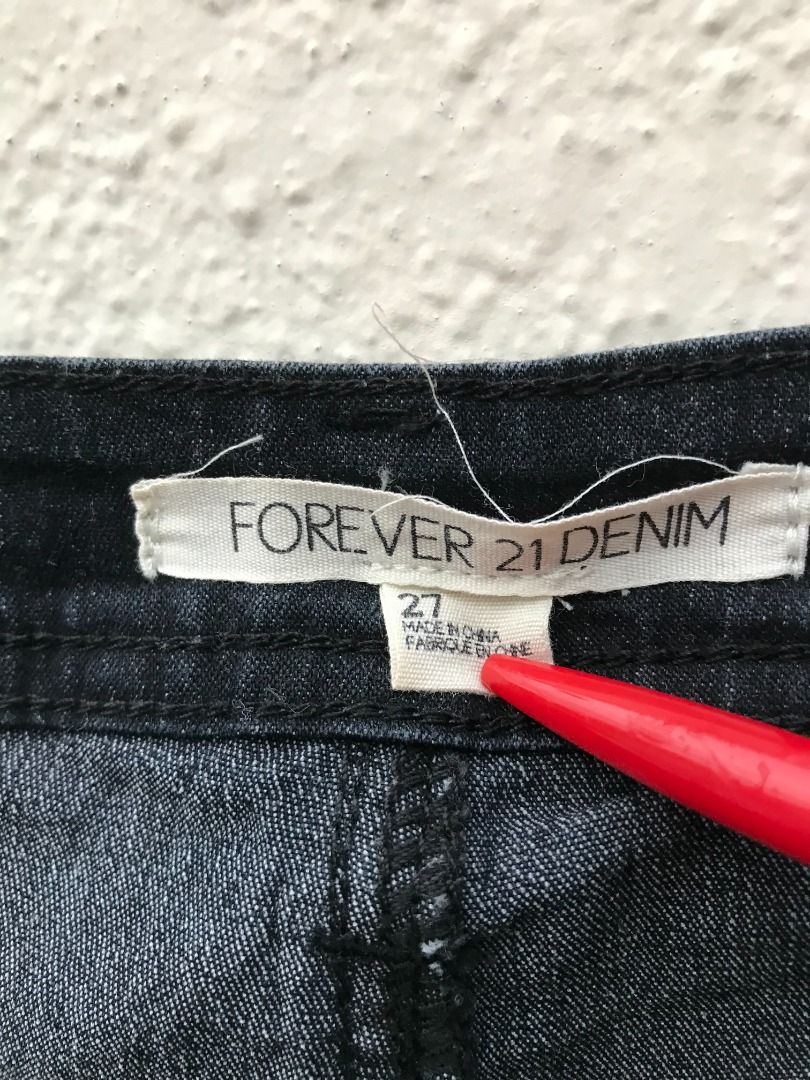 FOREVER 21 DENIM
27
MADE IN CHINA
FABRIQUE EN CHINE